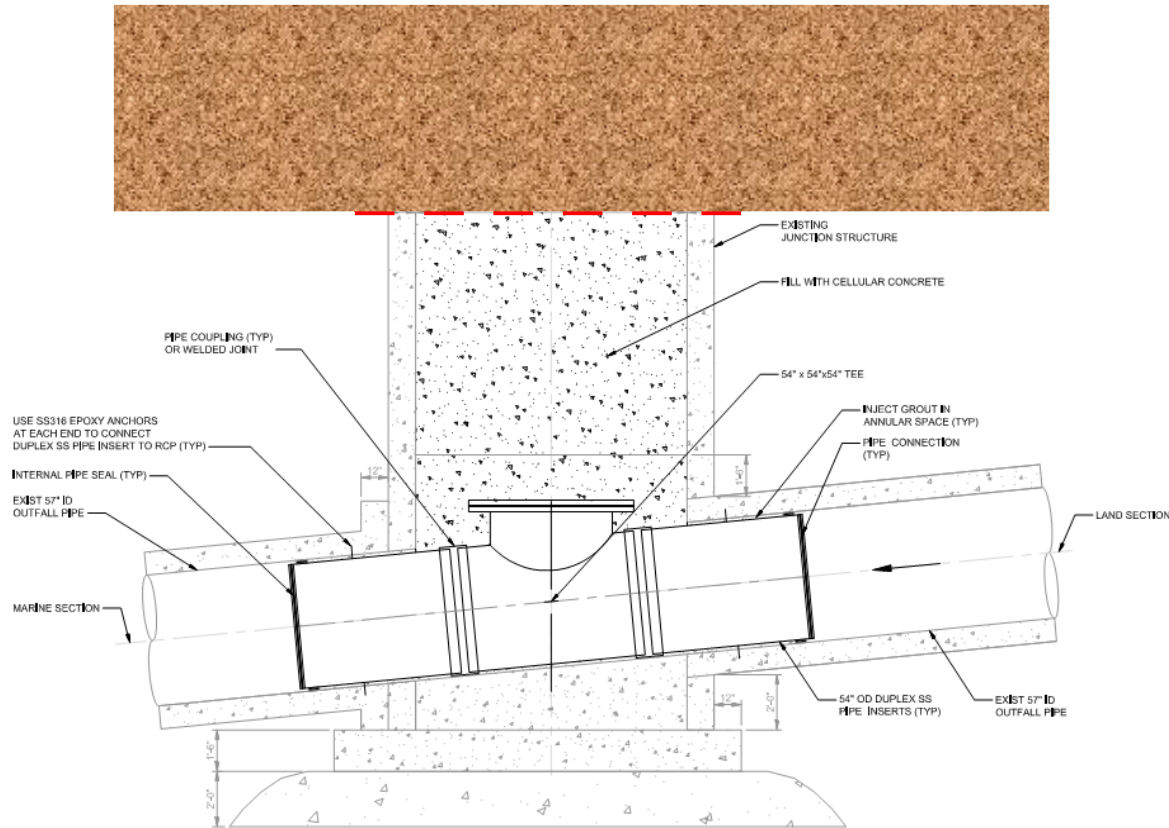 EXISTING
JUNCTION STRUCTURE
FILL WITH CELLULAR CONCRETE
PIPE COUPLING (TYP)
OR WELDED JOINT
54" x 54"x54" TEE
USE SS316 EPOXY ANCHORS
AT EACH END TO CONNECT
DUPLEX SS PIPE INSERT TO RCP (TYP)
INJECT GROUT IN
ANNULAR SPACE (TYP)
PIPE CONNECTION
(TYP)
INTERNAL PIPE SEAL (TYP)
12"
1'-6"
EXIST 57" ID
OUTFALL PIPE
LAND SECTION
MARINE SECTION
54" OD DUPLEX SS
PIPE INSERTS (TYP)
EXIST 57" ID
OUTFALL PIPE
12"
2'-0"
1'-6"
2'-0"